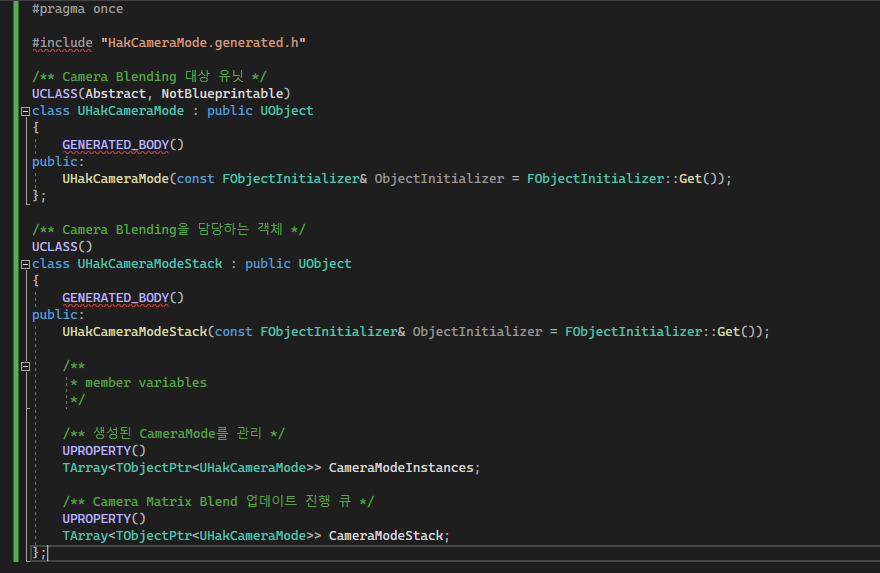 #pragma once
#include "HakCameraMode.generated.h"
/** Camera Blending 대상 유닛 */
UCLASS(Abstract, NotBlueprintable)
class UHakCameraMode : public UObject
{
GENERATED_BODY()
public:
UHakCameraMode(const FObjectInitializer& ObjectInitializer = FObjectInitializer::Get());
};
/** Camera Blending을 담당하는 객체 */
UCLASS()
class UHakCameraModeStack : public UObject
{
GENERATED_BODY()
public:
UHakCameraModeStack(const FObjectInitializer& ObjectInitializer = FObjectInitializer::Get());
/**
* member variables
*/
/** 생성된 CameraMode를 관리 */
UPROPERTY()
TArray<TObjectPtr<UHakCameraMode>> CameraModeInstances;
/** Camera Matrix Blend 업데이트 진행 큐 */
UPROPERTY()
TArray<TObjectPtr<UHakCameraMode>> CameraModeStack;
};